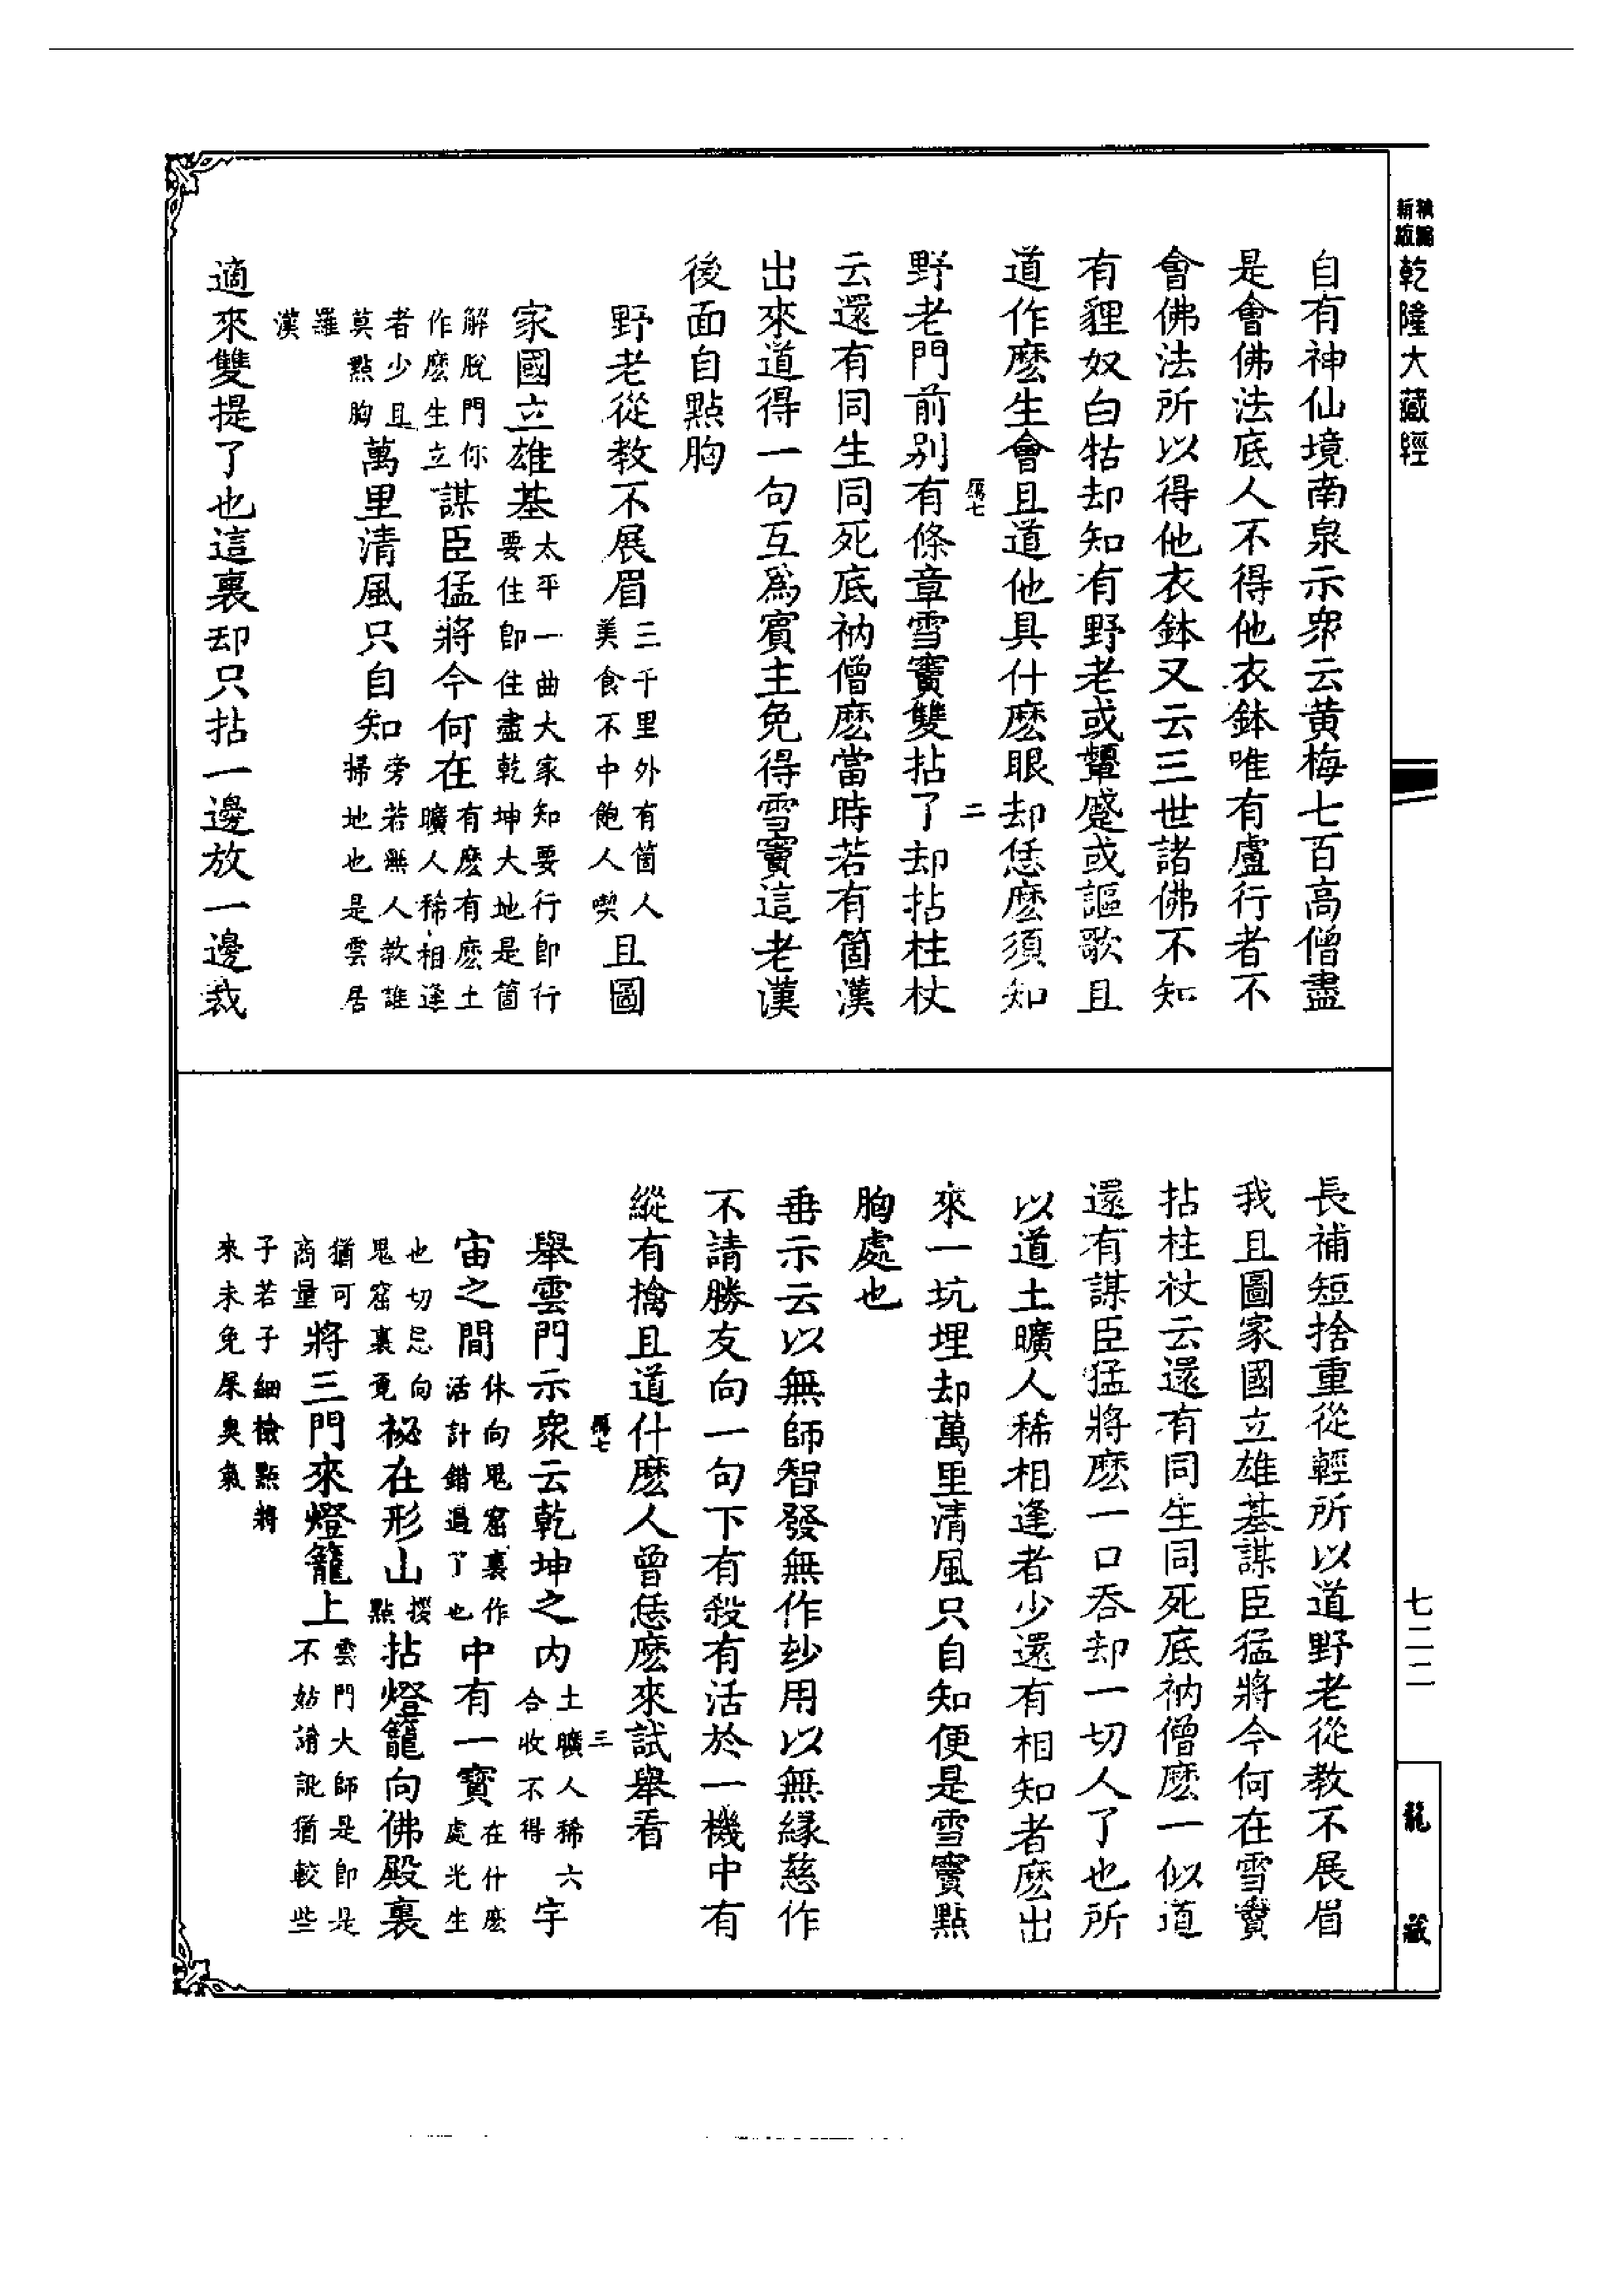 乾隆大藏經
自有神仙境南泉示衆云黄梅七百高僧盡
是會佛法底人不得他衣鉢唯有盧行者不
會佛法所以得他衣鉢又云三世諸佛不知
有貍奴白牯却知有野老或顰蹙或謳歌且
道作麽生會且道他具什麽眼却恁麽須知
二
野老門前別有條章雪竇雙拈了却拈柱杖
云還有同生同死底衲僧麽當時若有箇漢
出來道得一句互爲賓主免得雪竇這老漢
後面自點胸
野老從教不展眉三千里外有箇人美食不中飽人喫且圖
家國立雄基太平一曲大家知要行即行要住即住盡乾坤大地是箇
解脫門你作麽生立謀臣猛將今何在有麽有麽土曠人稀相逢
者少且莫點胸萬里清風只自知旁若無人教誰掃地也是雲居
羅漢
適來雙提了也這裏却只拈一邊放一邊裁
長補短捨重從輕所以道野老從教不展眉
我且圖家國立雄基謀臣猛將今何在雪竇
拈柱杖云還有同生同死底衲僧麽一似道
還有謀臣猛將麽一口吞却一切人了也所
以道土曠人稀相逢者少還有相知者麽出
來一坑埋却萬里清風只自知便是雪竇點
胸處也
垂示云以無師智發無作妙用以無緣慈作
不請勝友向一句下有殺有活於一機中有
縱有擒且道什麽人曾恁麽來試舉看
三
舉雲門示衆云乾坤之内土曠人稀六合收不得宇
宙之間休向鬼窟裏作活計錯過了也中有一寶在什麽處光生
也切忌向鬼窟裏覓祕在形山拶點拈燈籠向佛殿裏
猶可商量將三門來燈籠上雲門大師是即是不妨誵訛猶較些
子若子細檢點將來未免屎臭氣
七二二
龍藏